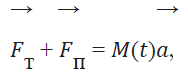 → → →
F_Т + F_П = M(t)a,